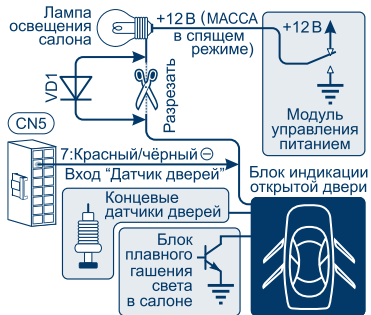 Лампа
освещения
салона
+12 В (МАССА
в спящем
режиме)
+12 В
Модуль
управления
питанием
VD1
Разрезать
CN5
7:Красный/чёрный ⊖
Вход “Датчик дверей”
Блок индикации
открытой двери
Концевые
датчики дверей
Блок
плавного
гашения
света
в салоне